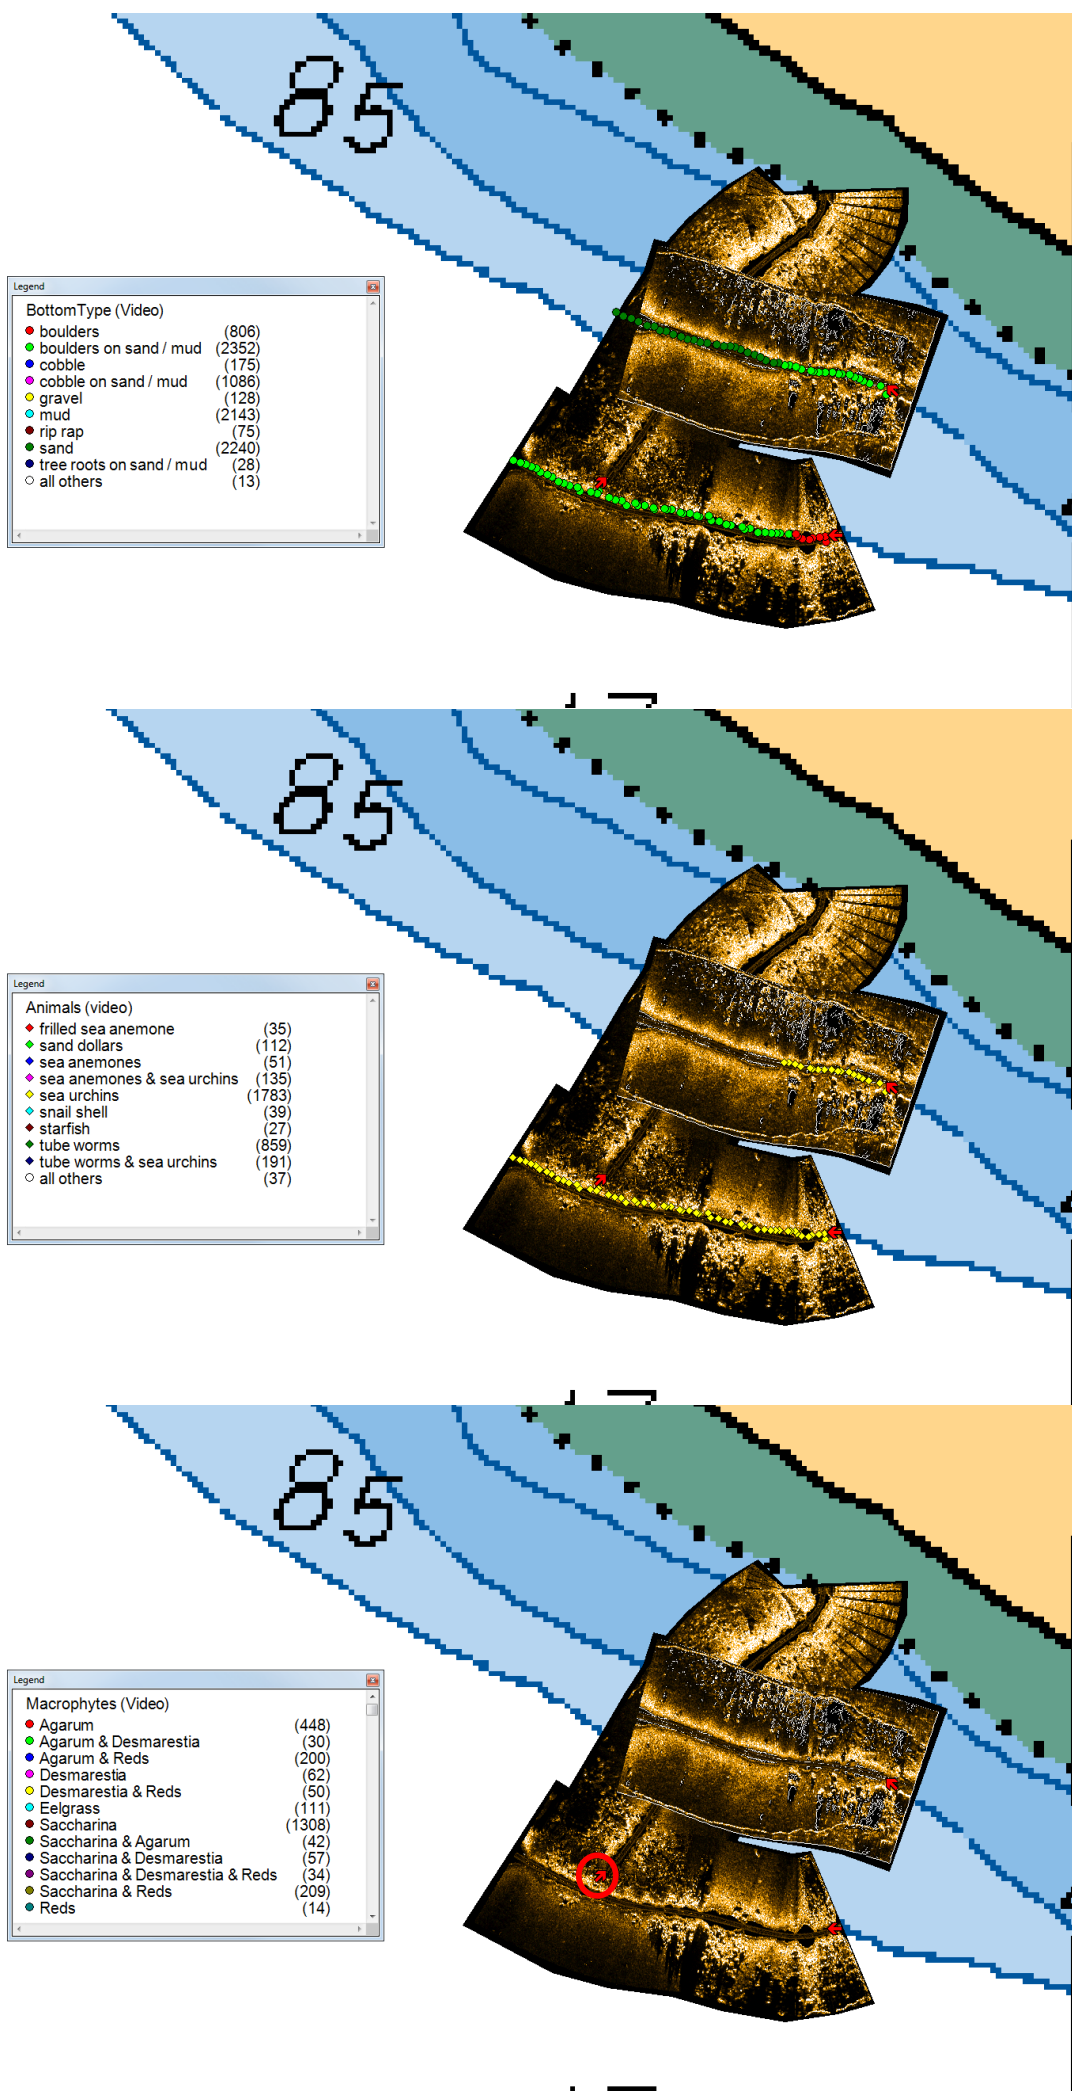 85
Legend
BottomType (Video)
boulders (806)
boulders on sand / mud (2352)
cobble (175)
cobble on sand / mud (1086)
gravel (128)
mud (2143)
rip rap (75)
sand (2240)
tree roots on sand / mud (28)
all others (13)
85
Legend
Animals (video)
frilled sea anemone (35)
sand dollars (112)
sea anemones (51)
sea anemones & sea urchins (135)
sea urchins (1783)
snail shell (39)
starfish (27)
tube worms (859)
tube worms & sea urchins (191)
all others (37)
85
Legend
Macrophytes (Video)
Agarum (448)
Agarum & Desmarestia (30)
Agarum & Reds (200)
Desmarestia (62)
Desmarestia & Reds (50)
Eelgrass (111)
Saccharina (1308)
Saccharina & Agarum (42)
Saccharina & Desmarestia (57)
Saccharina & Desmarestia & Reds (34)
Saccharina & Reds (209)
Reds (14)